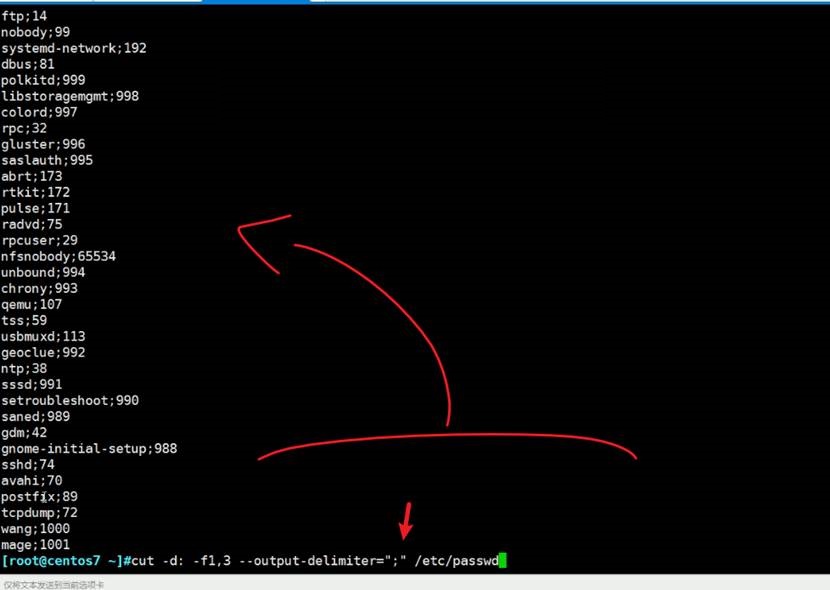 ftp;14
nobody;99
systemd-network;192
dbus;81
polkitd;999
libstoragemgmt;998
colord;997
rpc;32
gluster;996
saslauth;995
abrt;173
rtkit;172
pulse;171
radvd;75
rpcuser;29
nfsnobody;65534
unbound;994
chrony;993
qemu;107
tss;59
usbmuxd;113
geoclue;992
ntp;38
sssd;991
setroubleshoot;990
saned;989
gdm;42
gnome-initial-setup;988
sshd;74
avahi;70
postfix;89
tcpdump;72
wang;1000
mage;1001
[root@centos7 ~]#cut -d: -f1,3 --output-delimiter=";" /etc/passwd
仅将文本发送到当前选项卡